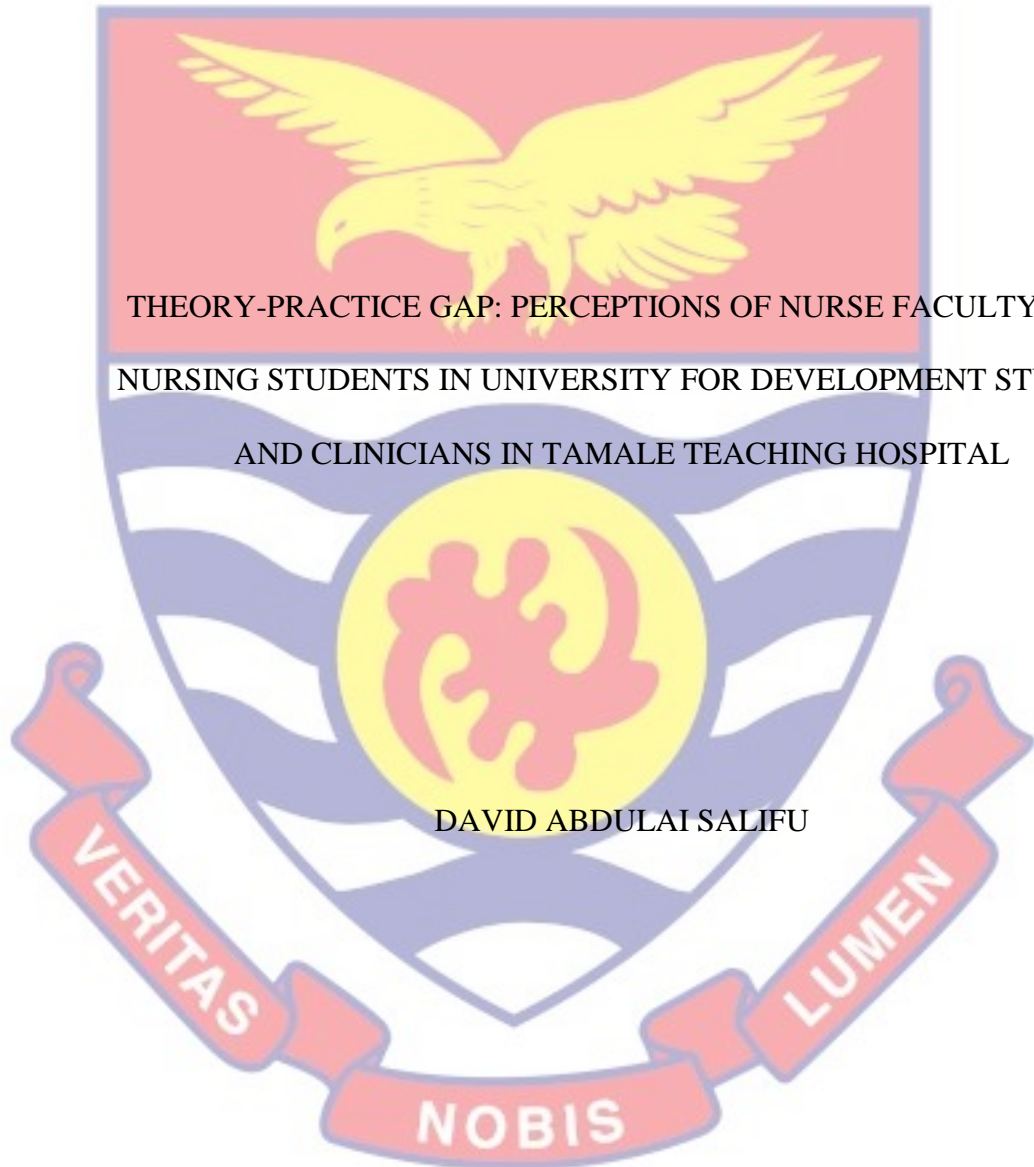 THEORY-PRACTICE GAP: PERCEPTIONS OF NURSE FACULTY
NURSING STUDENTS IN UNIVERSITY FOR DEVELOPMENT
AND CLINICIANS IN TAMALE TEACHING HOSPITAL
DAVID ABDULAI SALIFU
VERITAS
NOBIS
LUMEN